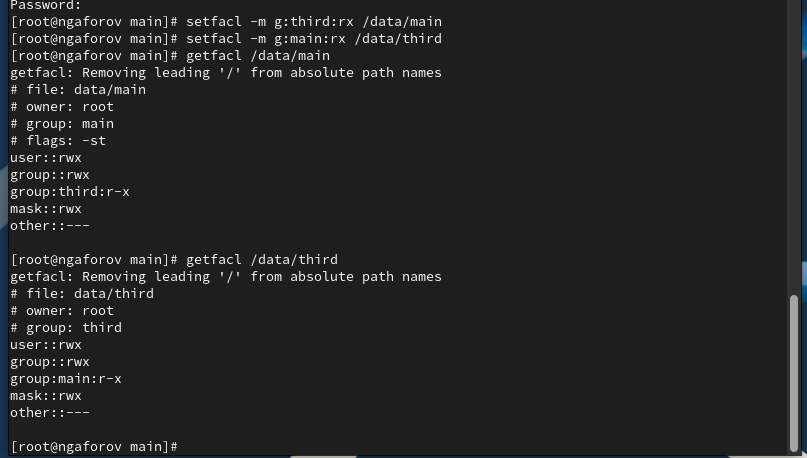 Password:
[root@ngaforov main]# setfacl -m g:third:rx /data/main
[root@ngaforov main]# setfacl -m g:main:rx /data/third
[root@ngaforov main]# getfacl /data/main
getfacl: Removing leading '/' from absolute path names
# file: data/main
# owner: root
# group: main
# flags: -st
user::rwx
group::rwx
group:third:r-x
mask::rwx
other::---
[root@ngaforov main]# getfacl /data/third
getfacl: Removing leading '/' from absolute path names
# file: data/third
# owner: root
# group: third
user::rwx
group::rwx
group:main:r-x
mask::rwx
other::---
[root@ngaforov main]#